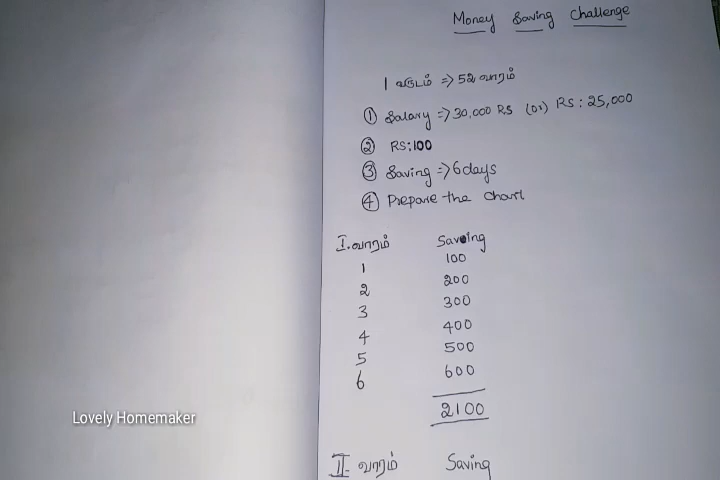 Money Saving Challenge
1 வருடம் => 52 வாரம்
① Salary => 30,000 RS (or) RS: 25,000
② RS:100
③ Saving => 6 days
④ Prepare the Chart
I. வாரம் Saving
1 100
2 200
3 300
4 400
5 500
6 600
2100
Lovely Homemaker
II- வாரம் Saving